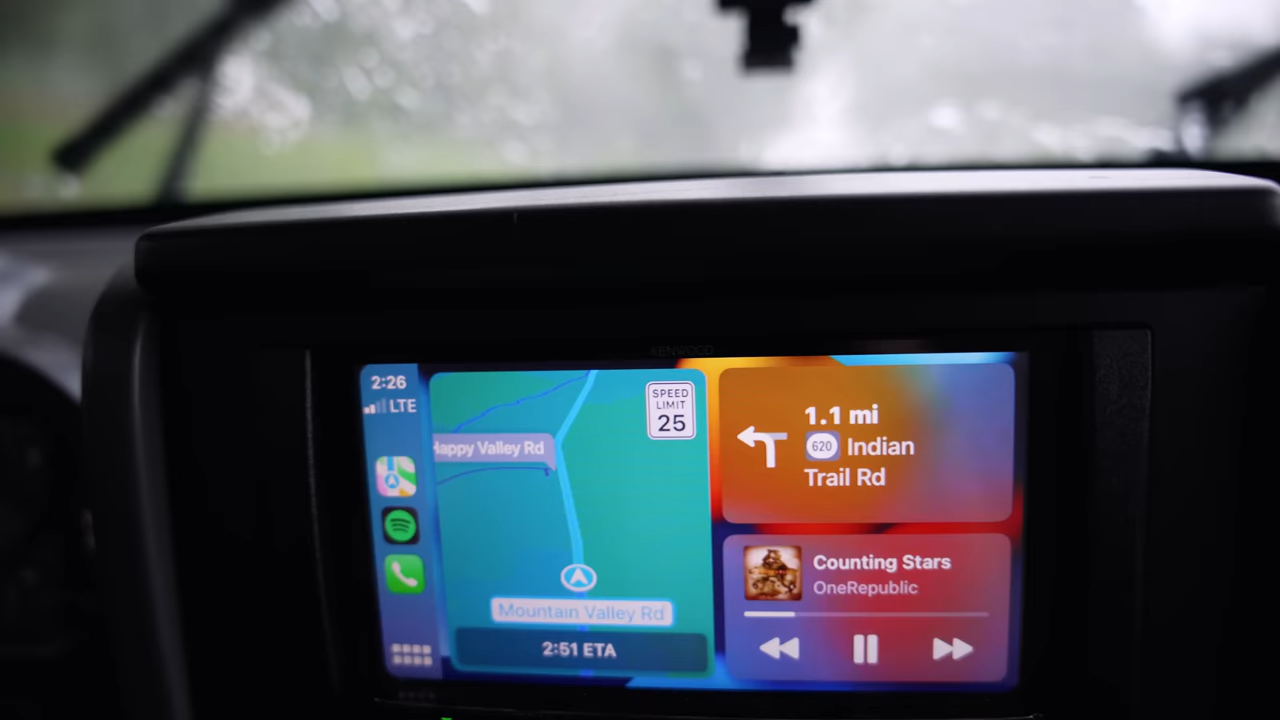 KENWOOD
2:26
LTE
Happy Valley Rd
SPEED
LIMIT
25
Mountain Valley Rd
2:51 ETA
1.1 mi
620 Indian
Trail Rd
Counting Stars
OneRepublic